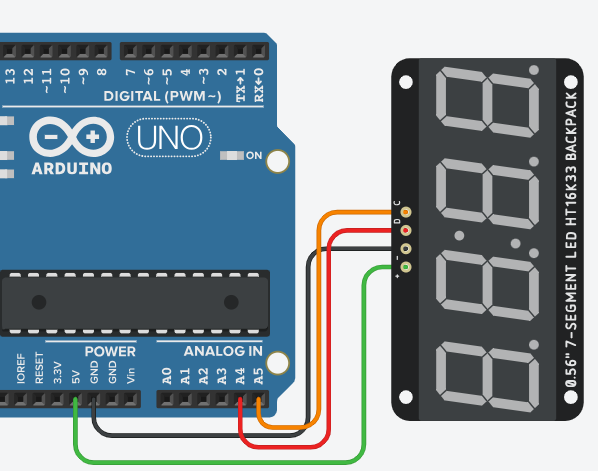 13
12
~11
~10
~9
8
7
~6
~5
4
~3
2
TX→1
RX←0
DIGITAL (PWM~)
UNO
ON
ARDUINO
POWER
ANALOG IN
IOREF
RESET
3.3V
5V
GND
GND
Vin
A0
A1
A2
A3
A4
A5
C
D
-
+
0.56" 7-SEGMENT LED HT16K33 BACKPACK